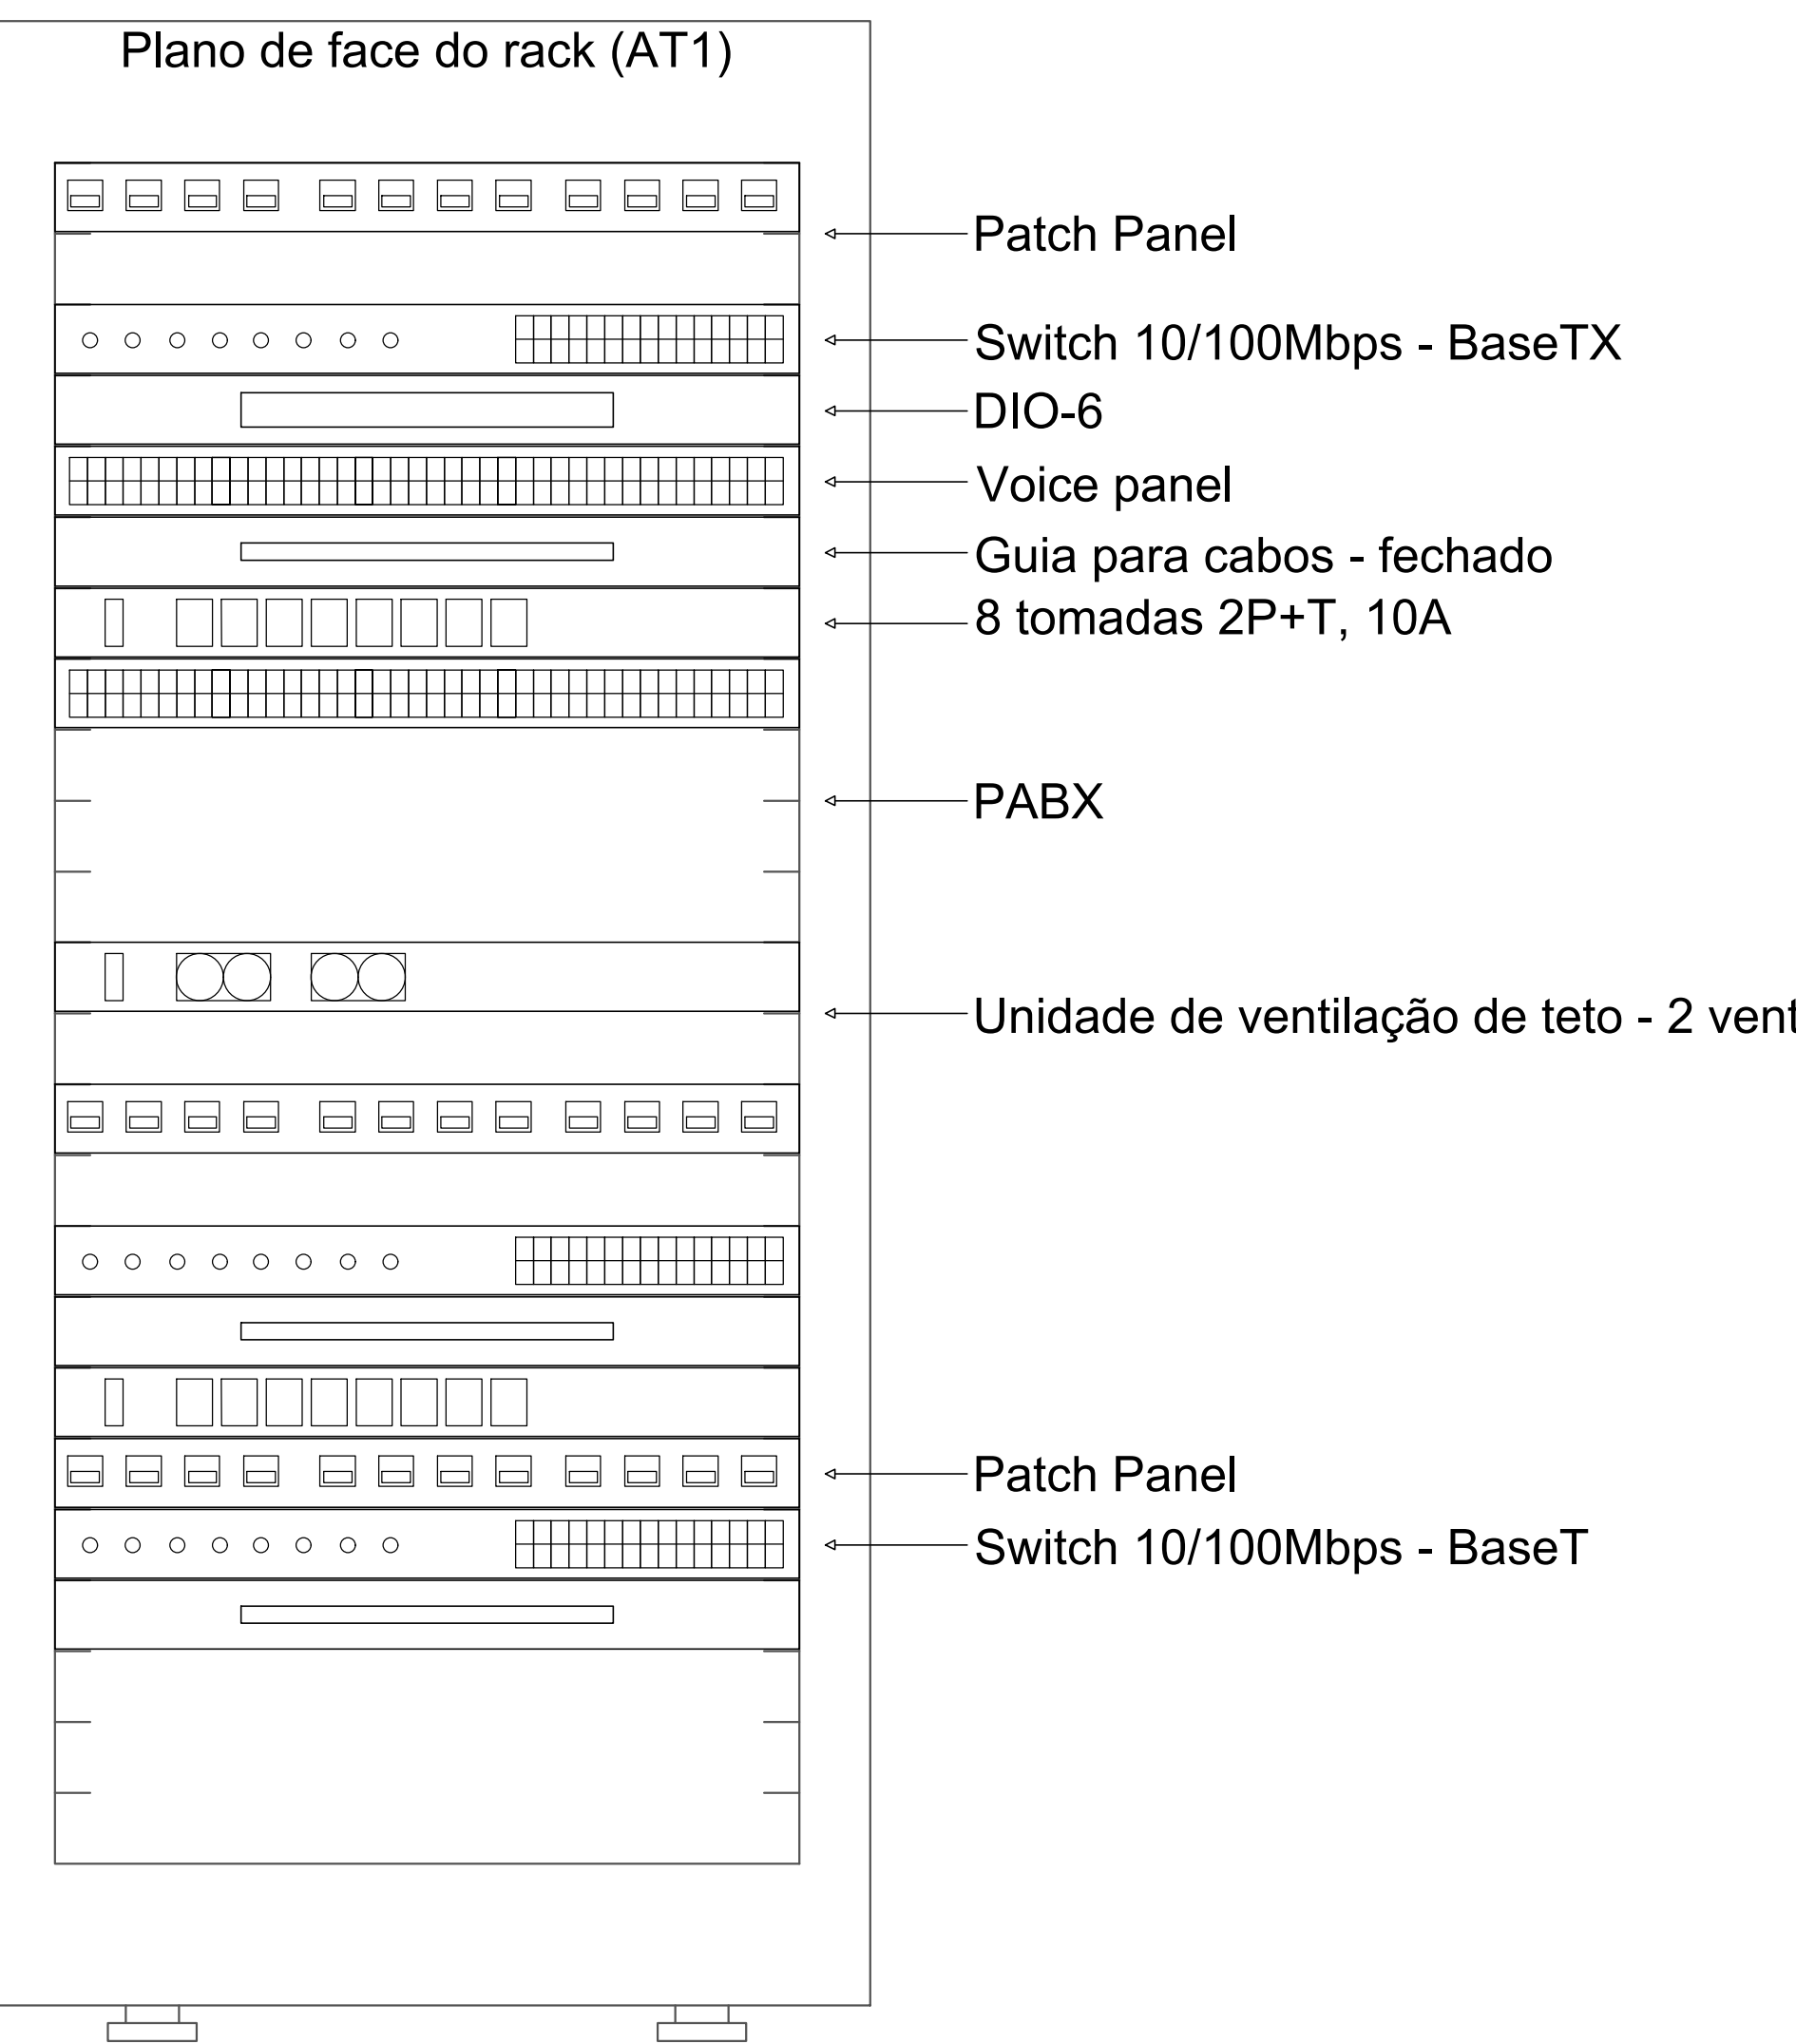 Plano de face do rack (AT1)
Patch Panel
Switch 10/100Mbps - BaseTX
DIO-6
Voice panel
Guia para cabos - fechado
8 tomadas 2P+T, 10A
PABX
Unidade de ventilação de teto - 2 vent
Patch Panel
Switch 10/100Mbps - BaseT